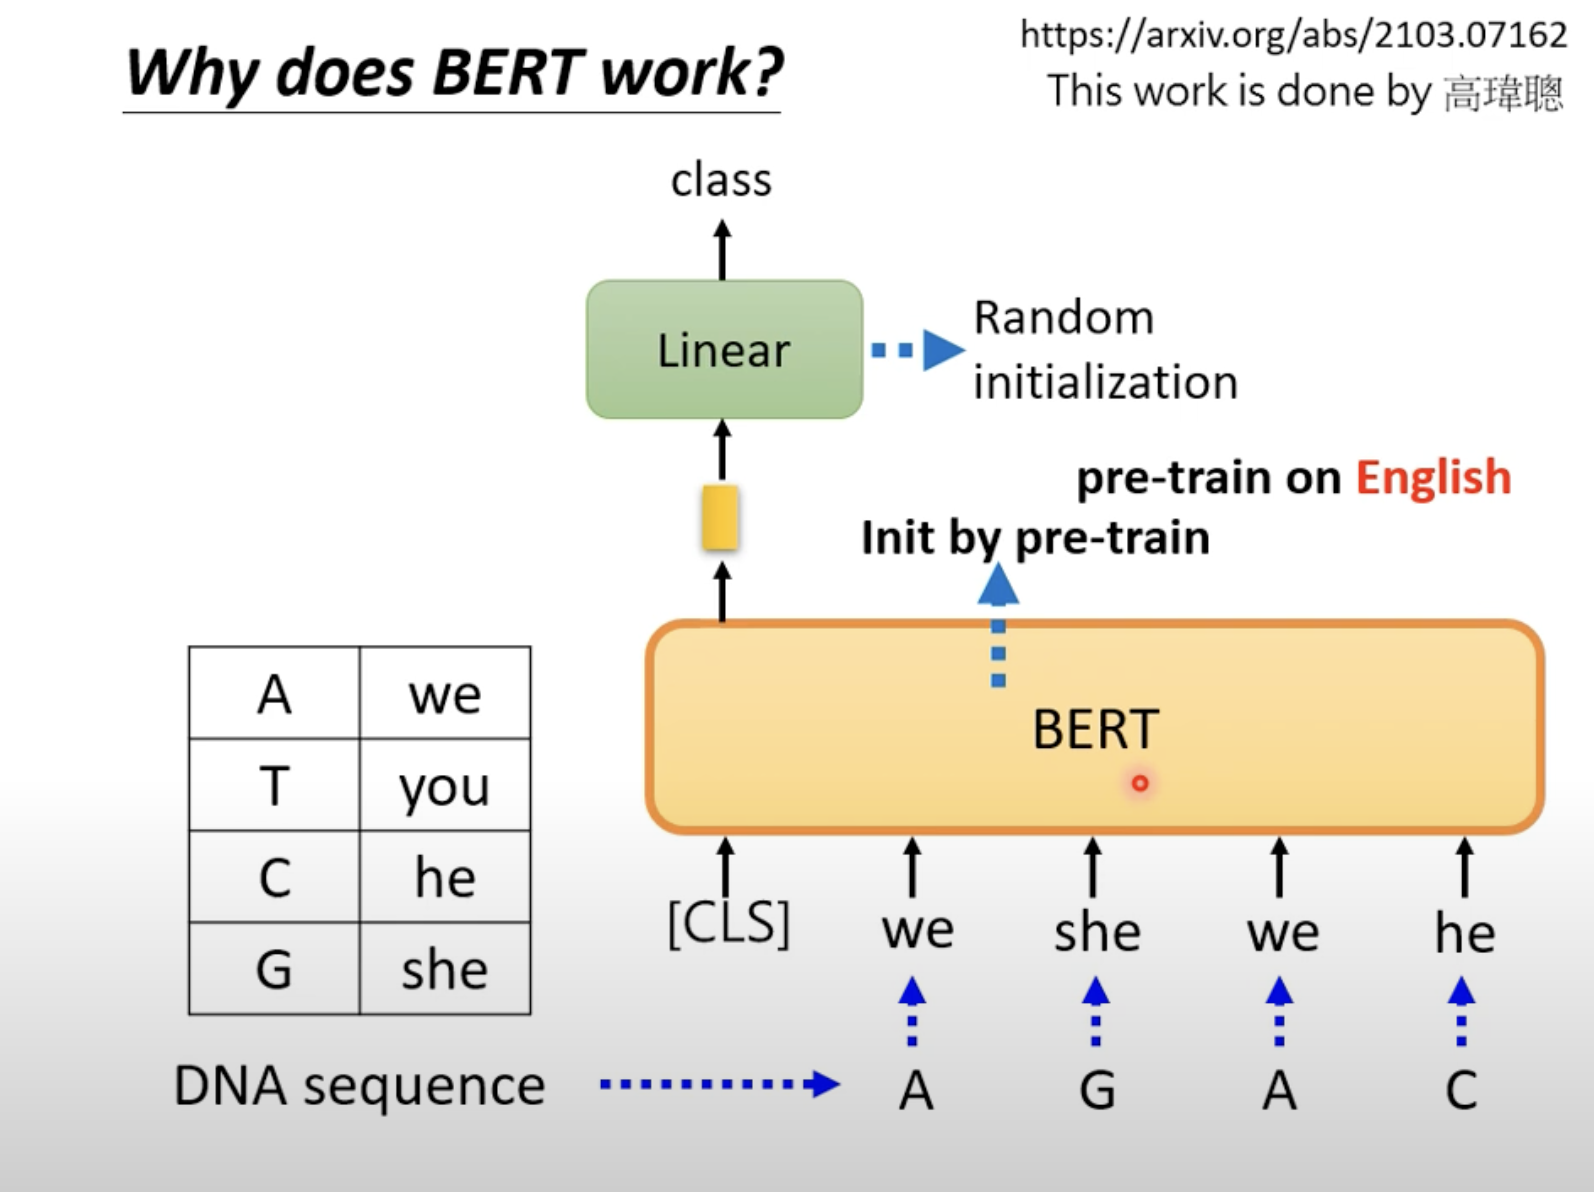 Why does BERT work?
https://arxiv.org/abs/2103.07162
This work is done by 高瑋聰
class
Linear
Random
initialization
pre-train on English
Init by pre-train
BERT
A we
T you
C he
G she
[CLS] we she we he
DNA sequence A G A C